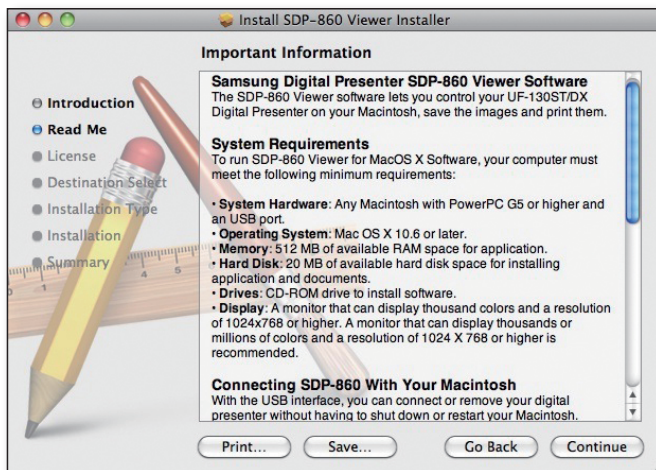 Install SDP-860 Viewer Installer
Important Information
Introduction
Read Me
License
Destination Select
Installation Type
Installation
Summary
Samsung Digital Presenter SDP-860 Viewer Software
The SDP-860 Viewer software lets you control your UF-130ST/DX
Digital Presenter on your Macintosh, save the images and print them.
System Requirements
To run SDP-860 Viewer for MacOS X Software, your computer must
meet the following minimum requirements:
• System Hardware: Any Macintosh with PowerPC G5 or higher and
an USB port.
• Operating System: Mac OS X 10.6 or later.
• Memory: 512 MB of available RAM space for application.
• Hard Disk: 20 MB of available hard disk space for installing
application and documents.
• Drives: CD-ROM drive to install software.
• Display: A monitor that can display thousand colors and a resolution
of 1024x768 or higher. A monitor that can display thousands or
millions of colors and a resolution of 1024 X 768 or higher is
recommended.
Connecting SDP-860 With Your Macintosh
With the USB interface, you can connect or remove your digital
presenter without having to shut down or restart your Macintosh.
Print...
Save...
Go Back
Continue